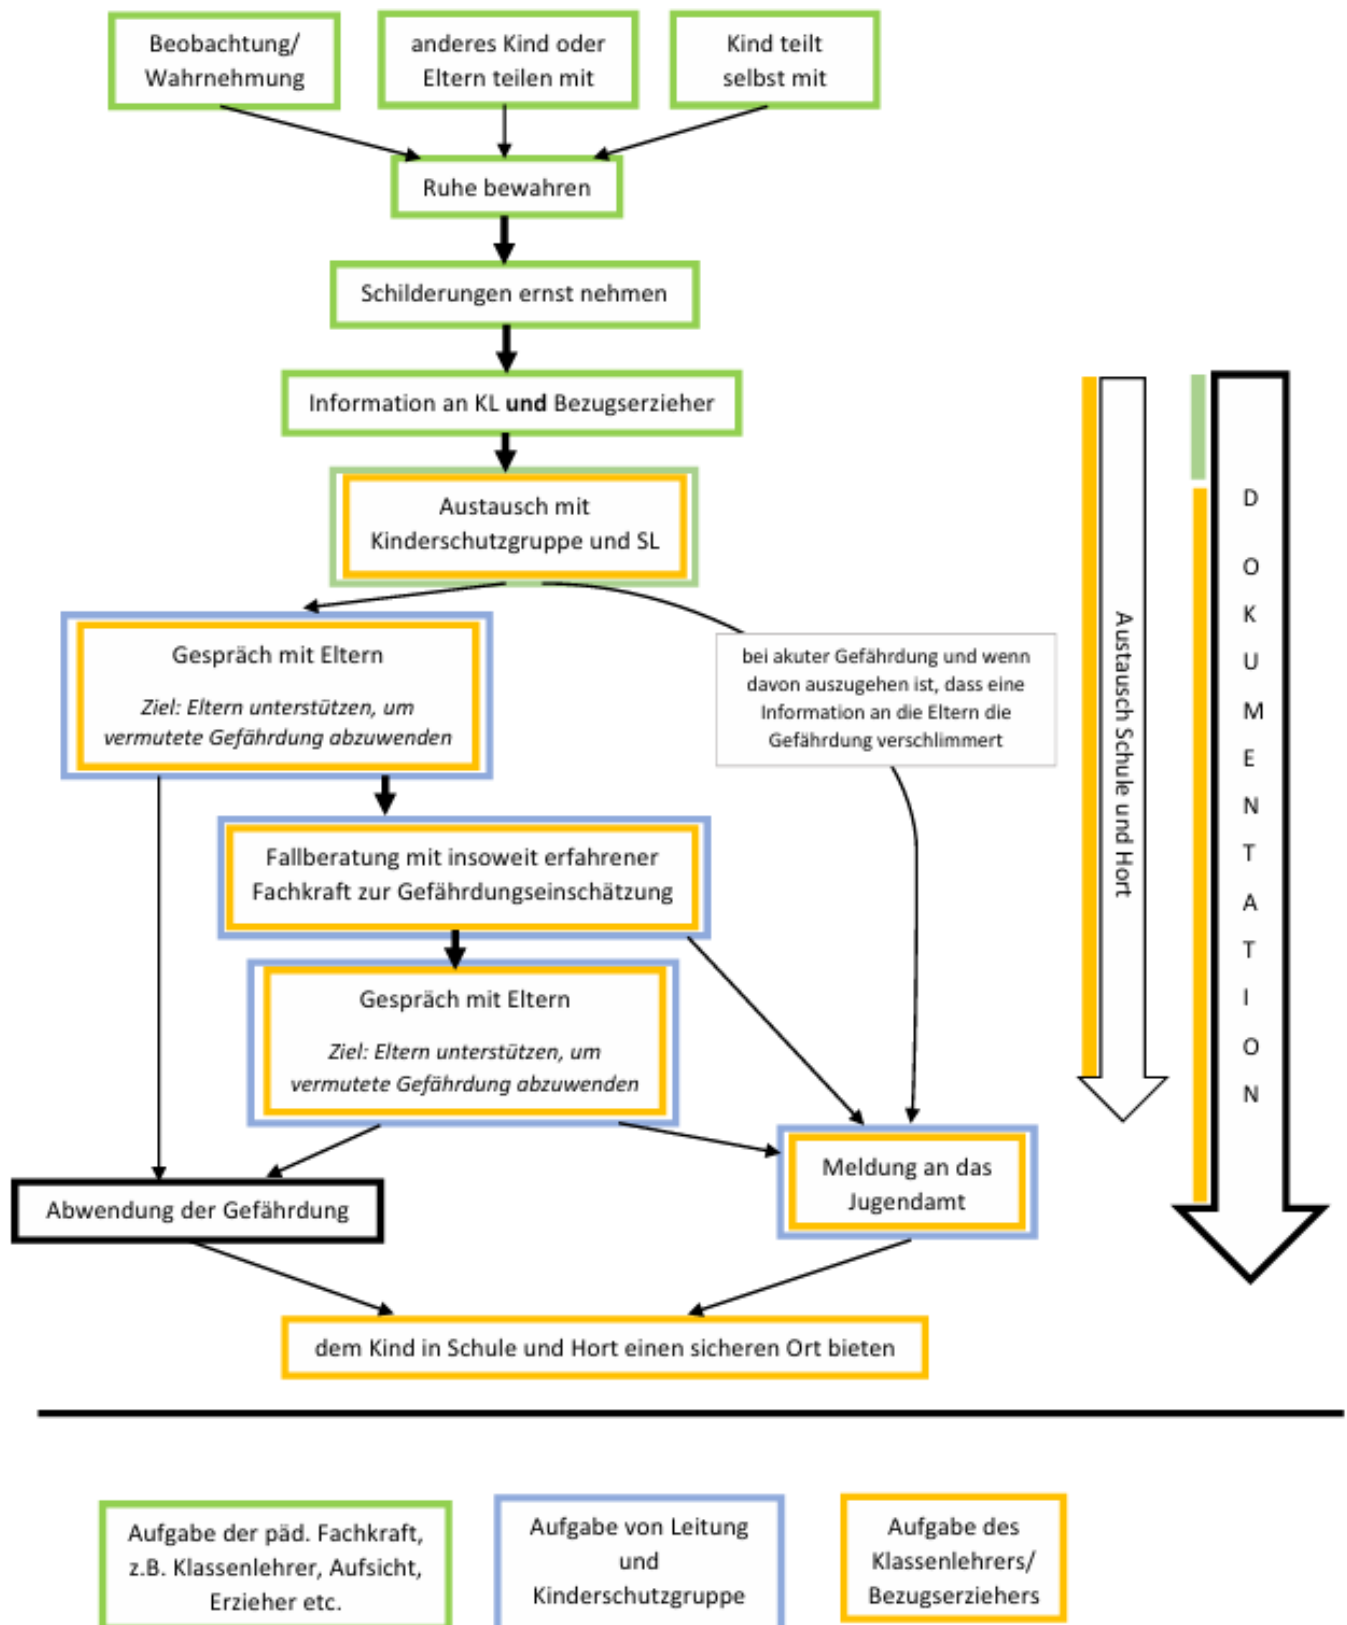 Beobachtung/
Wahrnehmung
anderes Kind oder
Eltern teilen mit
Kind teilt
selbst mit
Ruhe bewahren
Schilderungen ernst nehmen
Information an KL und Bezugserzieher
Austausch mit
Kinderschutzgruppe und SL
Gespräch mit Eltern
Ziel: Eltern unterstützen, um
vermutete Gefährdung abzuwenden
bei akuter Gefährdung und wenn
davon auszugehen ist, dass eine
Information an die Eltern die
Gefährdung verschlimmert
Fallberatung mit insoweit erfahrener
Fachkraft zur Gefährdungseinschätzung
Gespräch mit Eltern
Ziel: Eltern unterstützen, um
vermutete Gefährdung abzuwenden
Meldung an das
Jugendamt
Abwendung der Gefährdung
dem Kind in Schule und Hort einen sicheren Ort bieten
Austausch Schule und Hort
DOKUMENTATION
Aufgabe der päd. Fachkraft,
z.B. Klassenlehrer, Aufsicht,
Erzieher etc.
Aufgabe von Leitung
und
Kinderschutzgruppe
Aufgabe des
Klassenlehrers/
Bezugserziehers